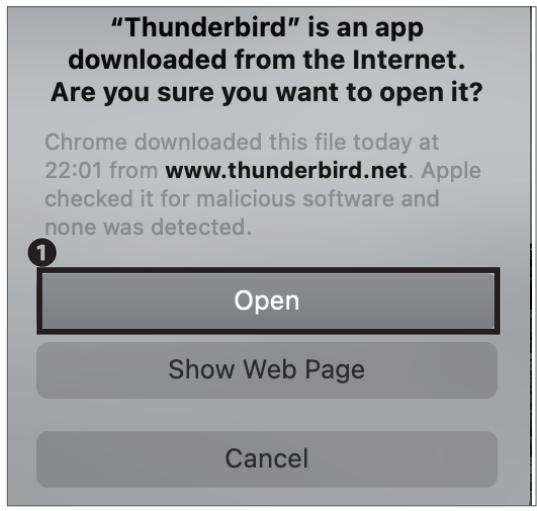 “Thunderbird” is an app
downloaded from the Internet.
Are you sure you want to open it?
Chrome downloaded this file today at
22:01 from www.thunderbird.net. Apple
checked it for malicious software and
none was detected.
1
Open
Show Web Page
Cancel